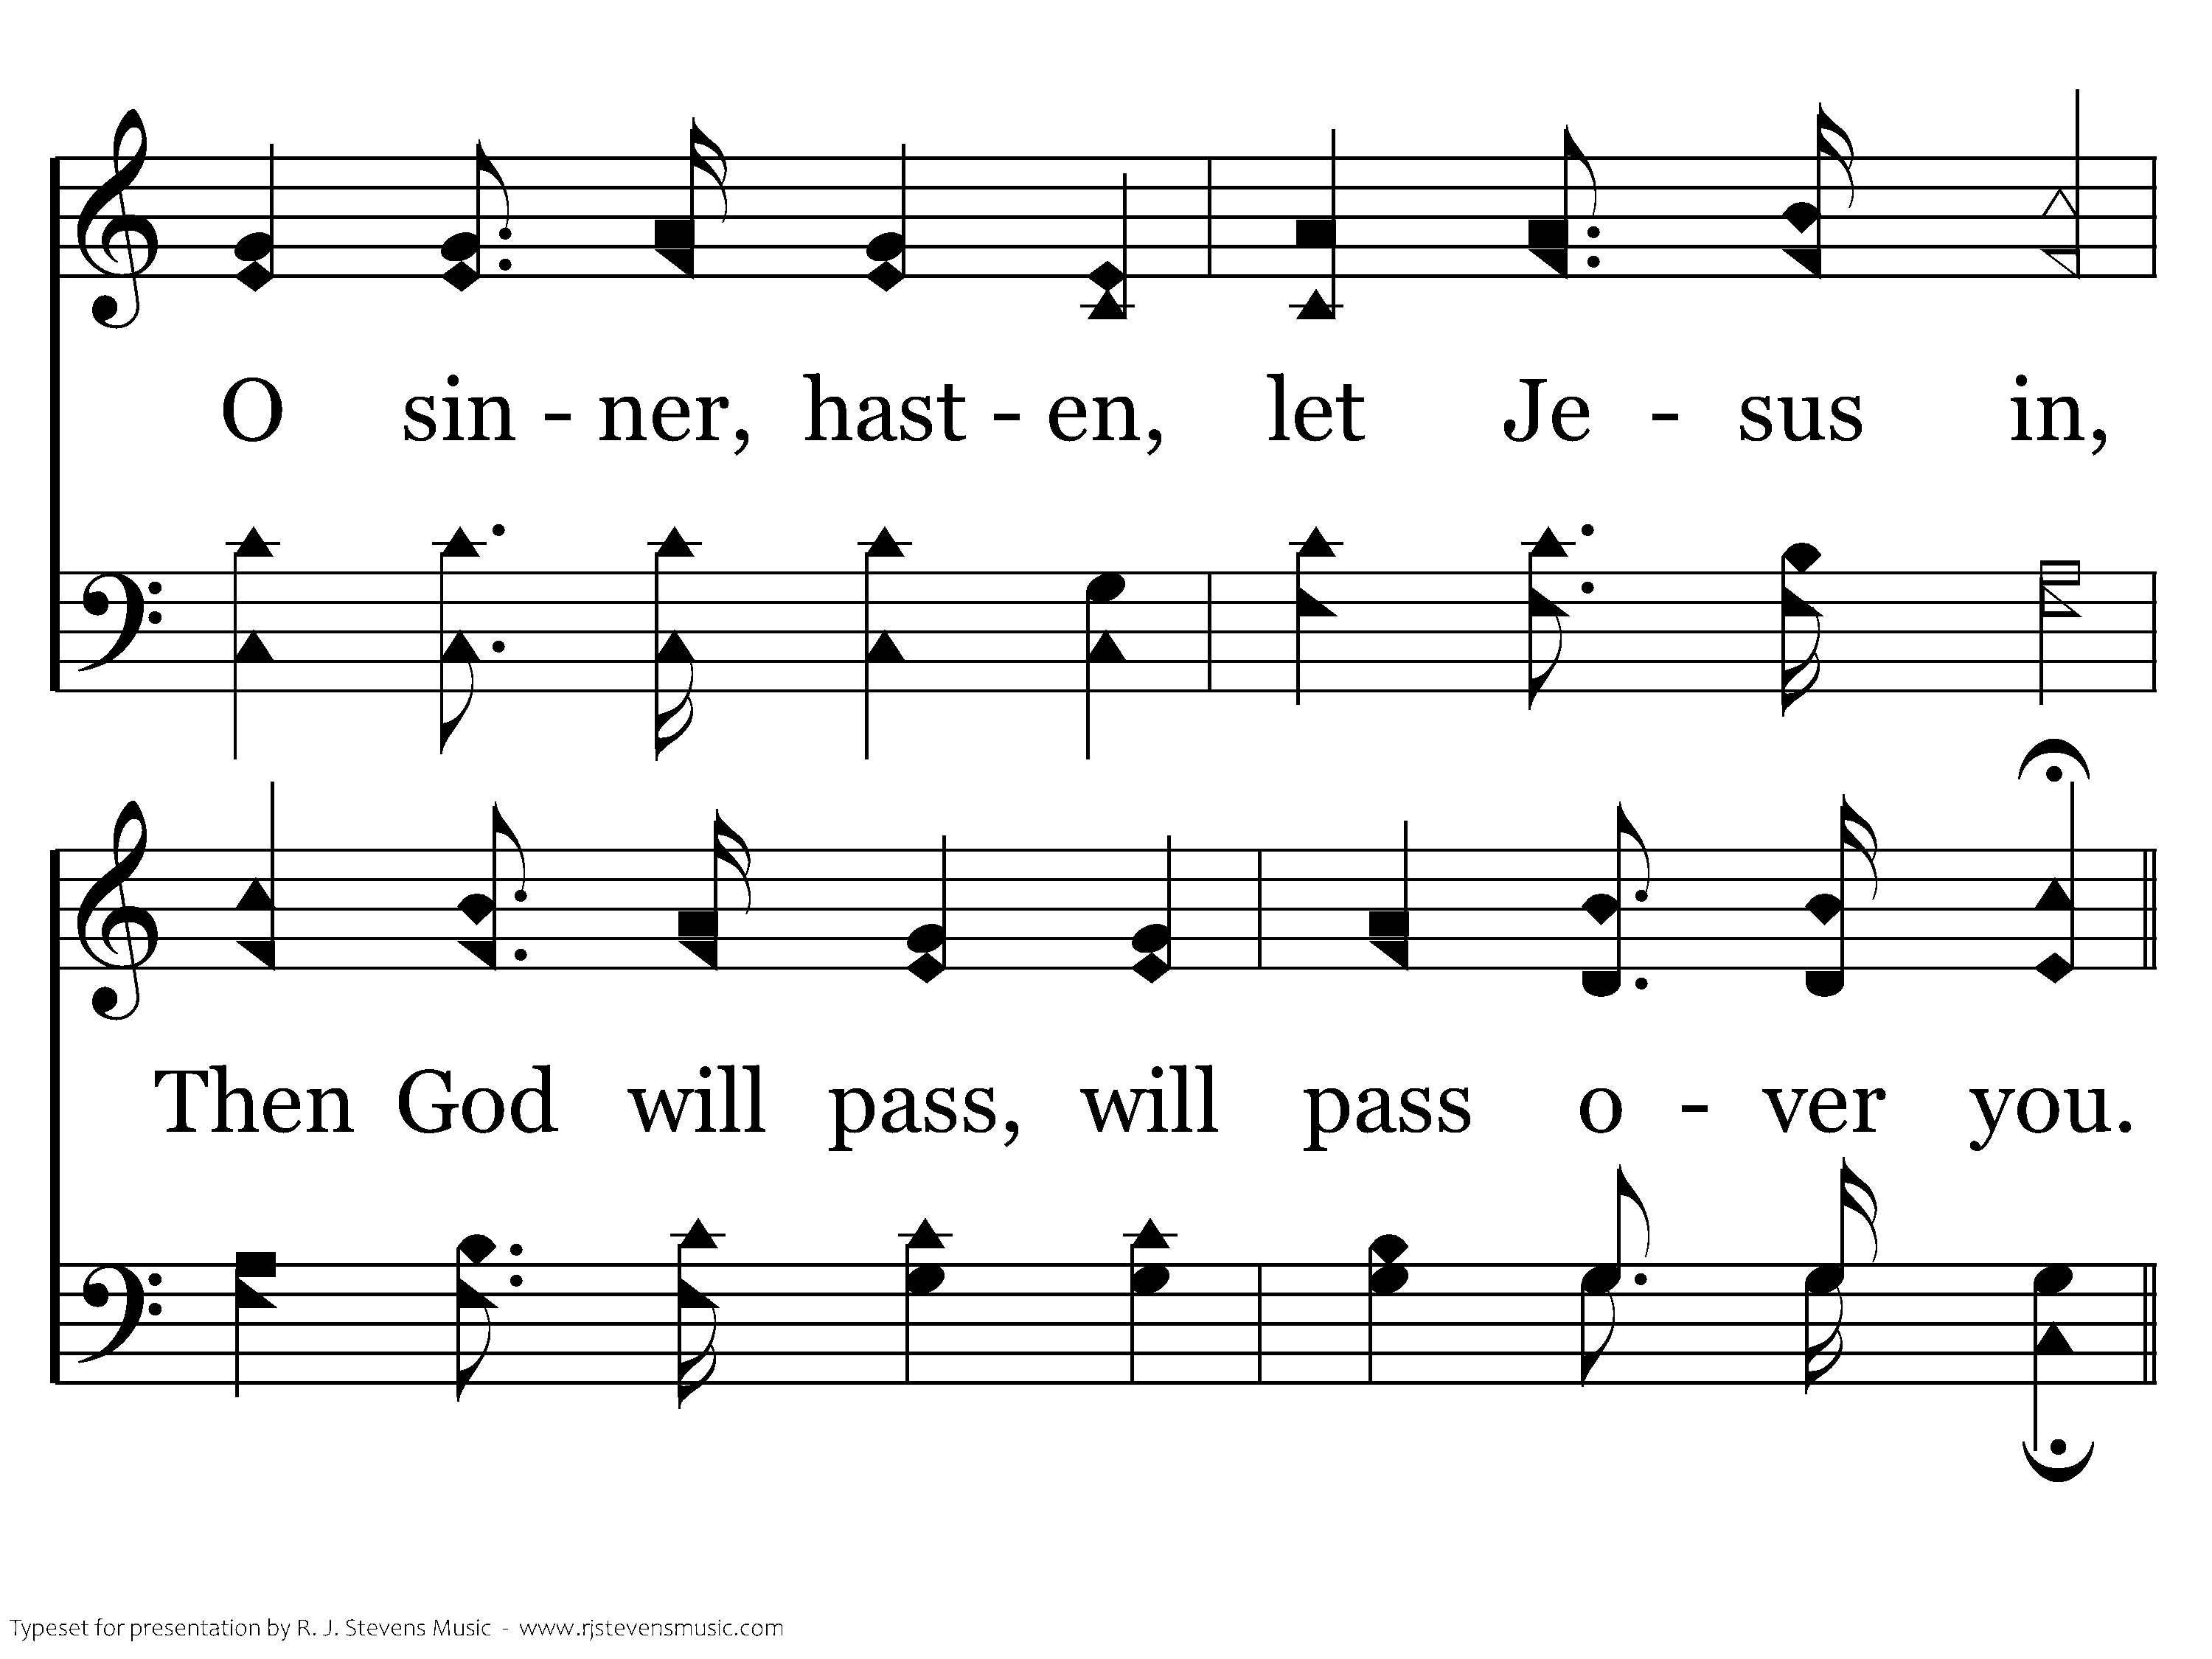 O sin - ner, hast - en, let Je - sus in,
Then God will pass, will pass o - ver you.
Typeset for presentation by R. J. Stevens Music - www.rjstevensmusic.com